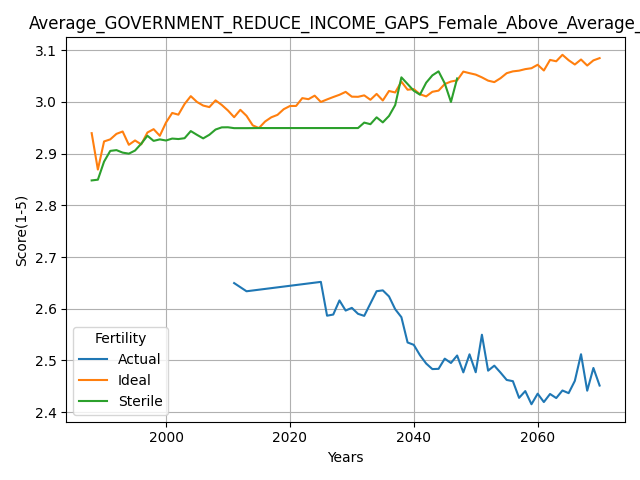 Average_GOVERNMENT_REDUCE_INCOME_GAPS_Female_Above_Average_
3.1
3.0
2.9
2.8
2.7
2.6
2.5
2.4
Score(1-5)
Fertility
Actual
Ideal
Sterile
2000
2020
2040
2060
Years